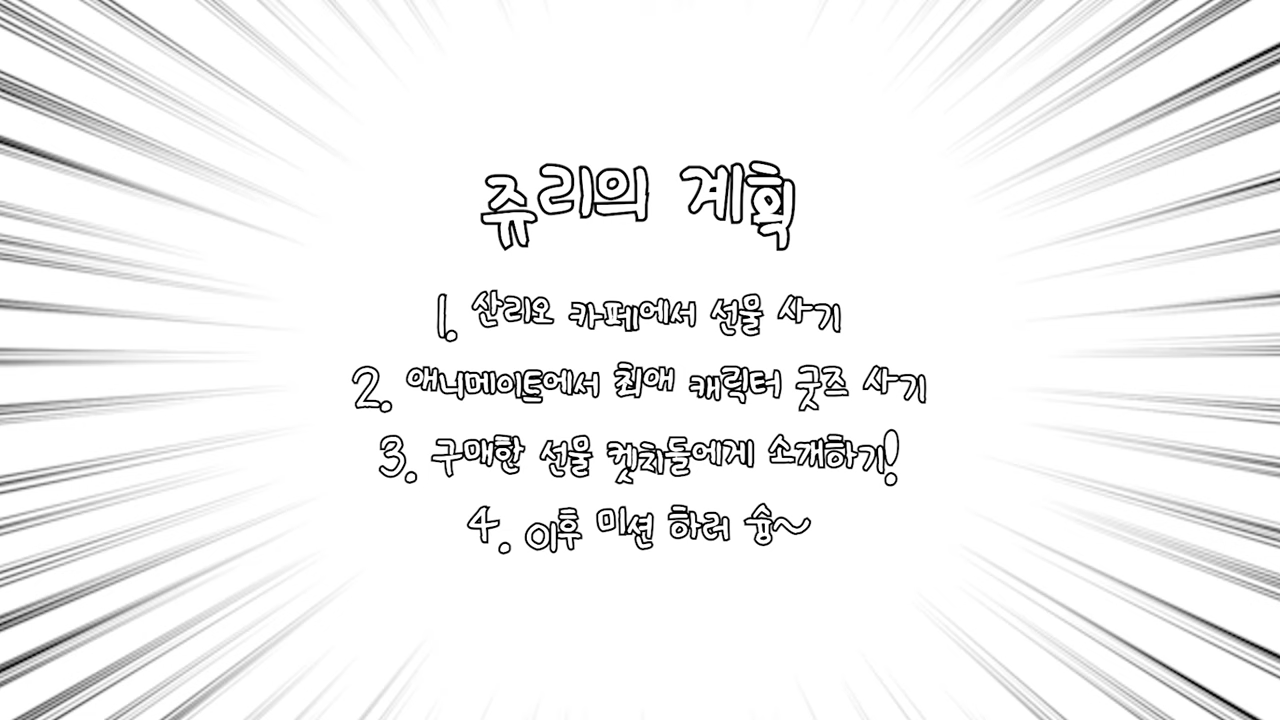 쥬리의 계획
1. 산리오 카페에서 선물 사기
2. 애니메이트에서 최애 캐릭터 굿즈 사기
3. 구매한 선물 켓치돌에게 소개하기!
4. 이후 미션 하러 슝~